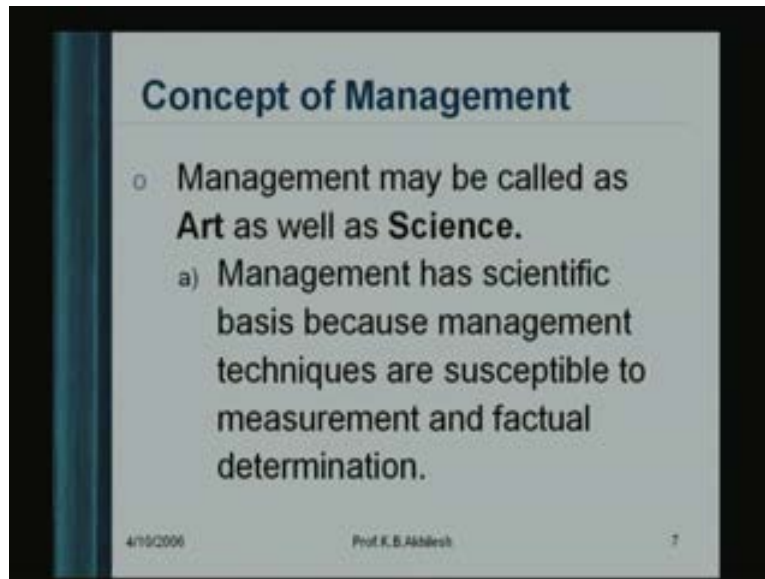 Concept of Management
o Management may be called as
Art as well as Science.
a) Management has scientific
basis because management
techniques are susceptible to
measurement and factual
determination.
4/10/2006 Prof.K.B.Akhilesh 7